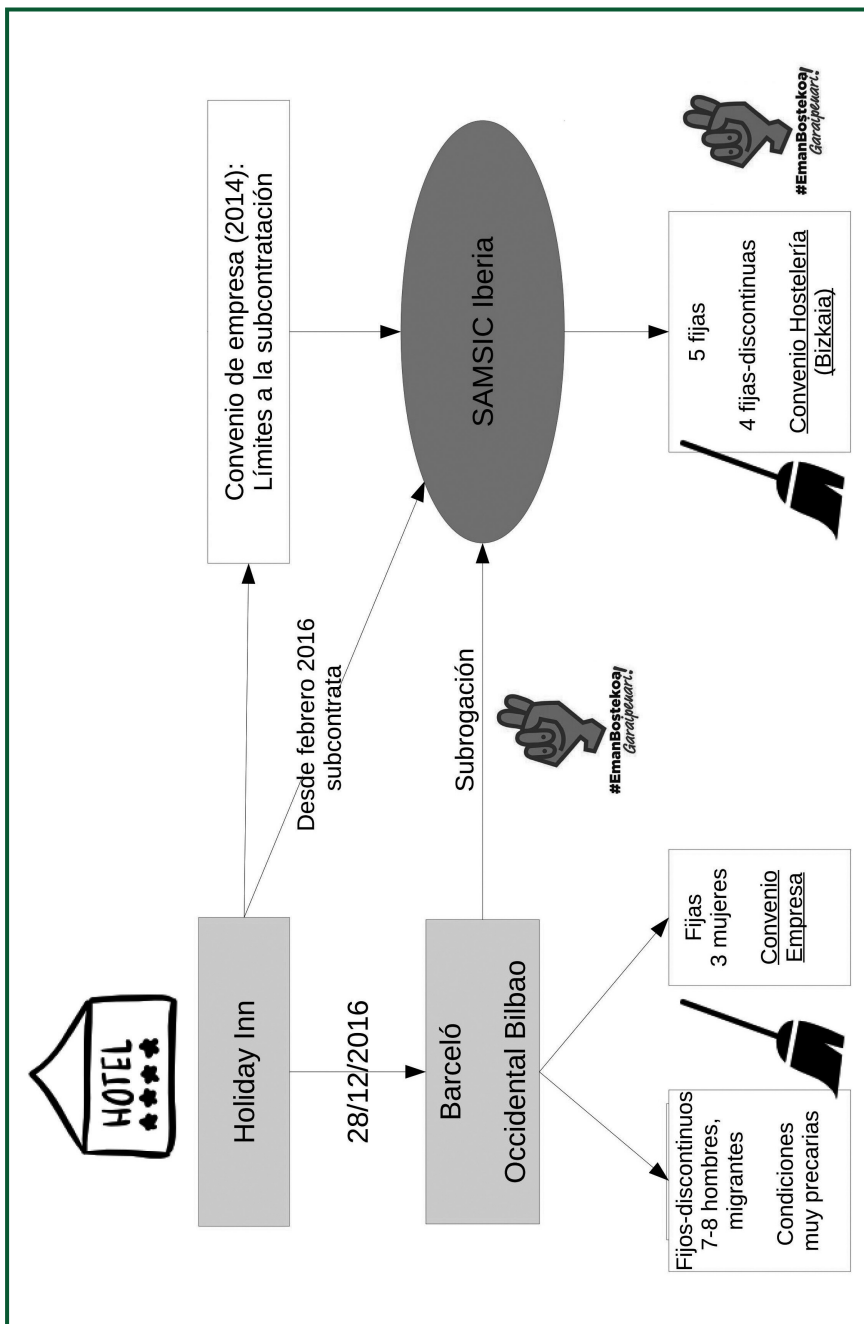 HOTEL
Holiday Inn
Convenio de empresa (2014):
Límites a la subcontratación
Desde febrero 2016
subcontrata
28/12/2016
Barceló
Occidental Bilbao
Subrogación
SAMSIC Iberia
#EmanBostekoa
Garaipenari!
Fijos-discontinuos
7-8 hombres,
migrantes
Condiciones
muy precarias
Fijas
3 mujeres
Convenio
Empresa
5 fijas
4 fijas-discontinuas
Convenio Hostelería
(Bizkaia)
#EmanBostekoa
Garaipenari!